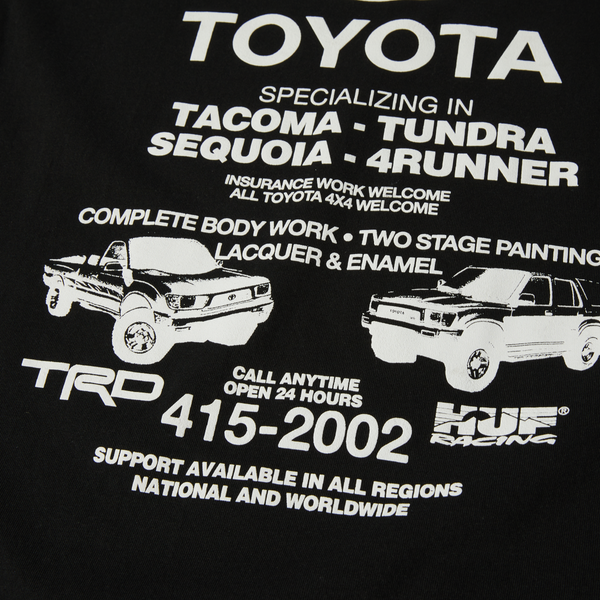 TOYOTA
SPECIALIZING IN
TACOMA - TUNDRA
SEQUOIA - 4RUNNER
INSURANCE WORK WELCOME
ALL TOYOTA 4X4 WELCOME
COMPLETE BODY WORK • TWO STAGE PAINTING
LACQUER & ENAMEL
TOYOTA
TRD
CALL ANYTIME
OPEN 24 HOURS
415-2002
HUF®
RACING
SUPPORT AVAILABLE IN ALL REGIONS
NATIONAL AND WORLDWIDE